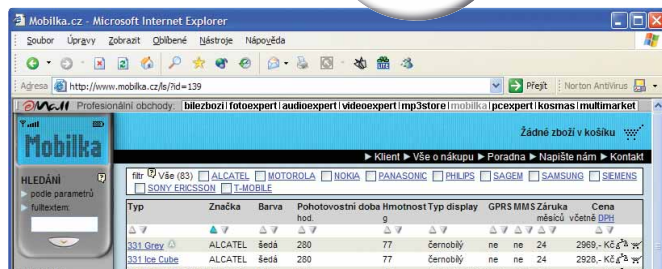 Mobilka.cz - Microsoft Internet Explorer
Soubor Úpravy Zobrazit Oblíbené Nástroje Nápověda
Adresa http://www.mobilka.cz/ls/?id=139 Přejít Norton AntiVirus
Mall Profesionální obchody: bilezbozi fotoexpert audioexpert videoexpert mp3store mobilka pcexpert kosmas multimarket
Mobilka
Žádné zboží v košíku
Klient Vše o nákupu Poradna Napište nám Kontakt
HLEDÁNÍ
podle parametrů
fulltextem:
filtr Vše (83) ALCATEL MOTOROLA NOKIA PANASONIC PHILIPS SAGEM SAMSUNG SIEMENS
SONY ERICSSON T-MOBILE
Typ Značka Barva Pohotovostní doba Hmotnost Typ display GPRS MMS Záruka Cena
hod. g měsíců včetně DPH
331 Grey ALCATEL šedá 280 77 černobílý ne ne 24 2969,- Kč
331 Ice Cube ALCATEL šedá 280 77 černobílý ne ne 24 2928,- Kč